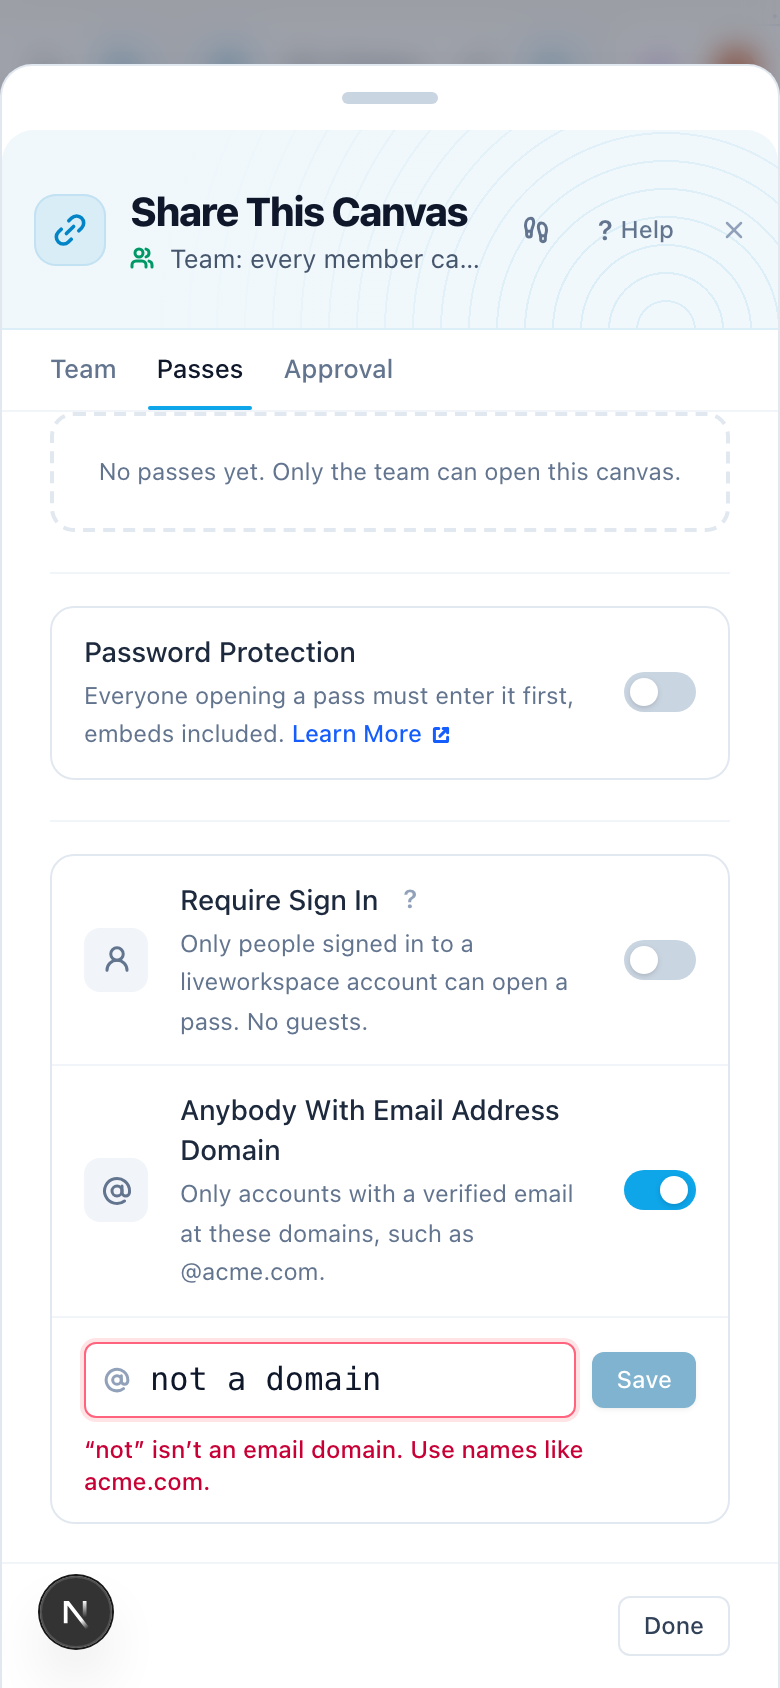 Share This Canvas
Team: every member ca...
? Help
Team
Passes
Approval
No passes yet. Only the team can open this canvas.
Password Protection
Everyone opening a pass must enter it first,
embeds included. Learn More
Require Sign In ?
Only people signed in to a
liveworkspace account can open a
pass. No guests.
Anybody With Email Address
Domain
@
Only accounts with a verified email
at these domains, such as
@acme.com.
@ not a domain
Save
“not” isn’t an email domain. Use names like
acme.com.
N
Done